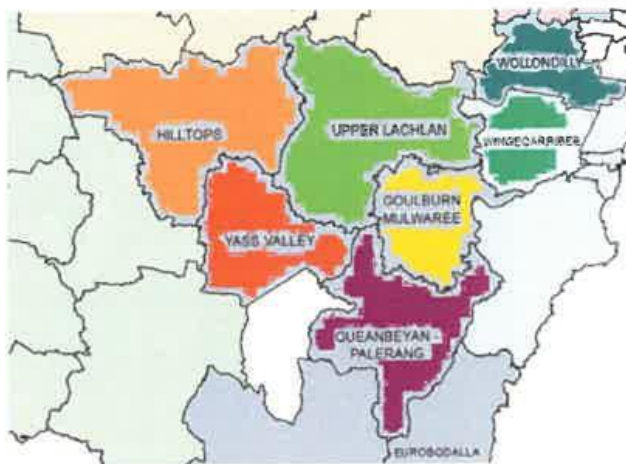 WOLLONDILLY
HILLTOPS
UPPER LACHLAN
WINGECARRIBEE
GOULBURN
MULWAREE
YASS VALLEY
QUEANBEYAN -
PALERANG
EUROBODALLA